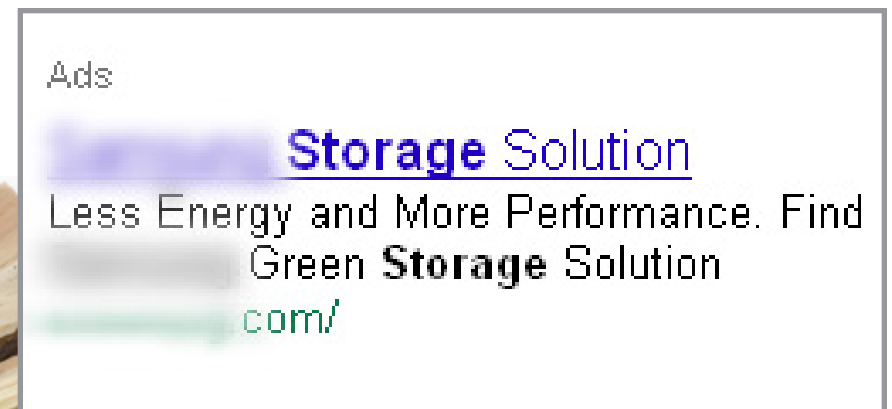 Ads
Storage Solution
Less Energy and More Performance. Find
Green Storage Solution
.com/